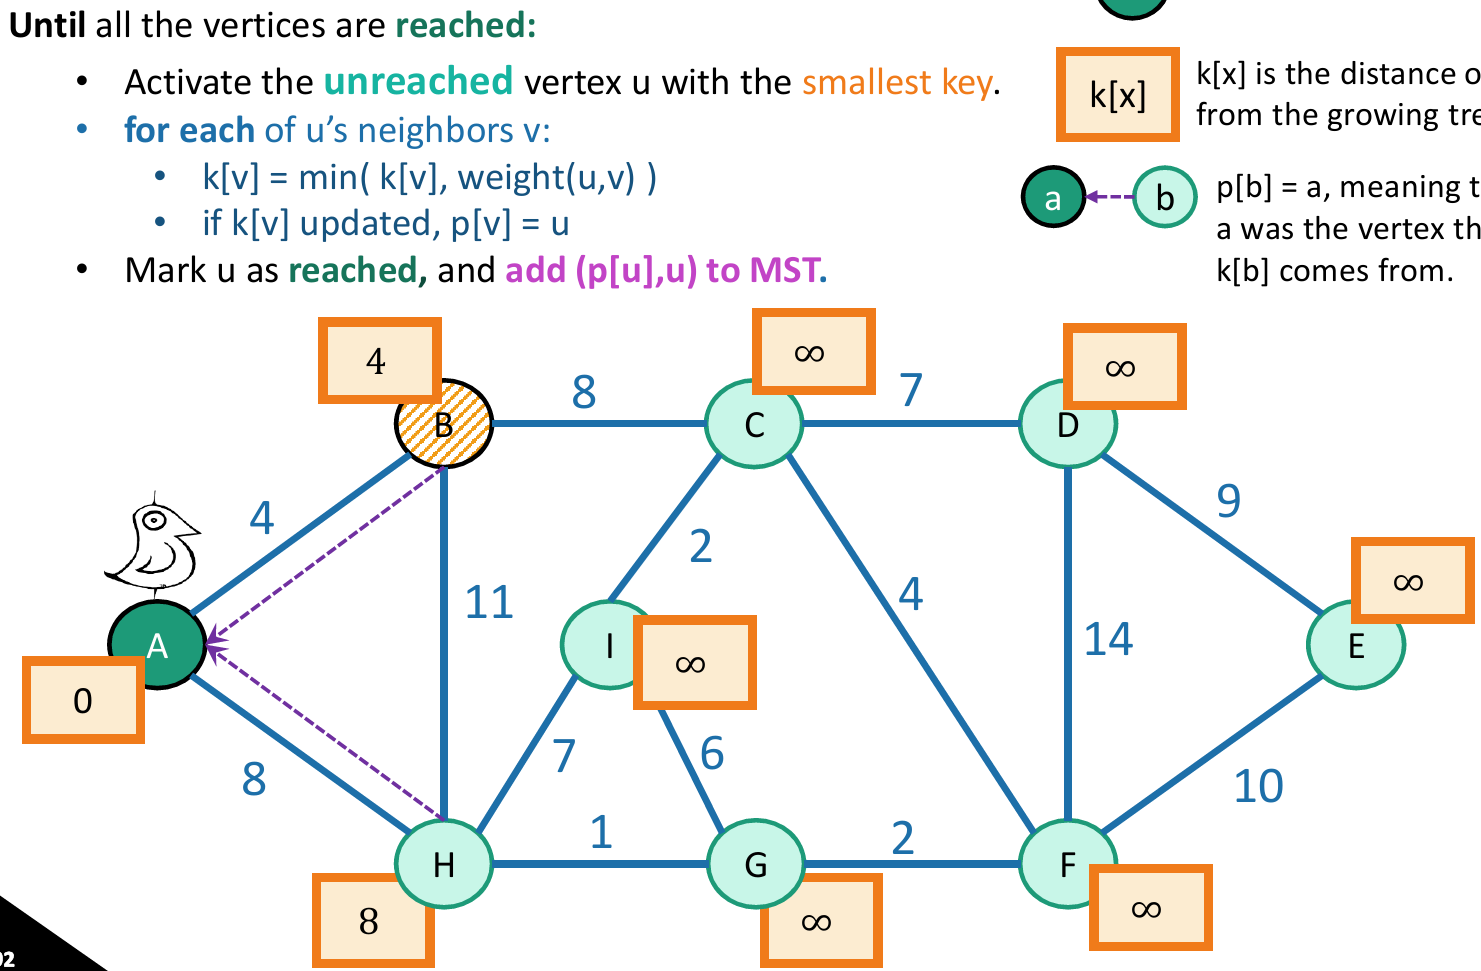 Until all the vertices are reached:
• Activate the unreached vertex u with the smallest key.
• for each of u's neighbors v:
• k[v] = min( k[v], weight(u,v) )
• if k[v] updated, p[v] = u
• Mark u as reached, and add (p[u],u) to MST.
k[x]
k[x] is the distance
from the growing
a
b
p[b] = a, meaning
a was the vertex
k[b] comes from.
4
∞
∞
8
7
B
C
D
4
2
9
11
4
14
∞
A
I
∞
E
0
7
6
8
10
1
2
H
G
F
8
∞
∞
02